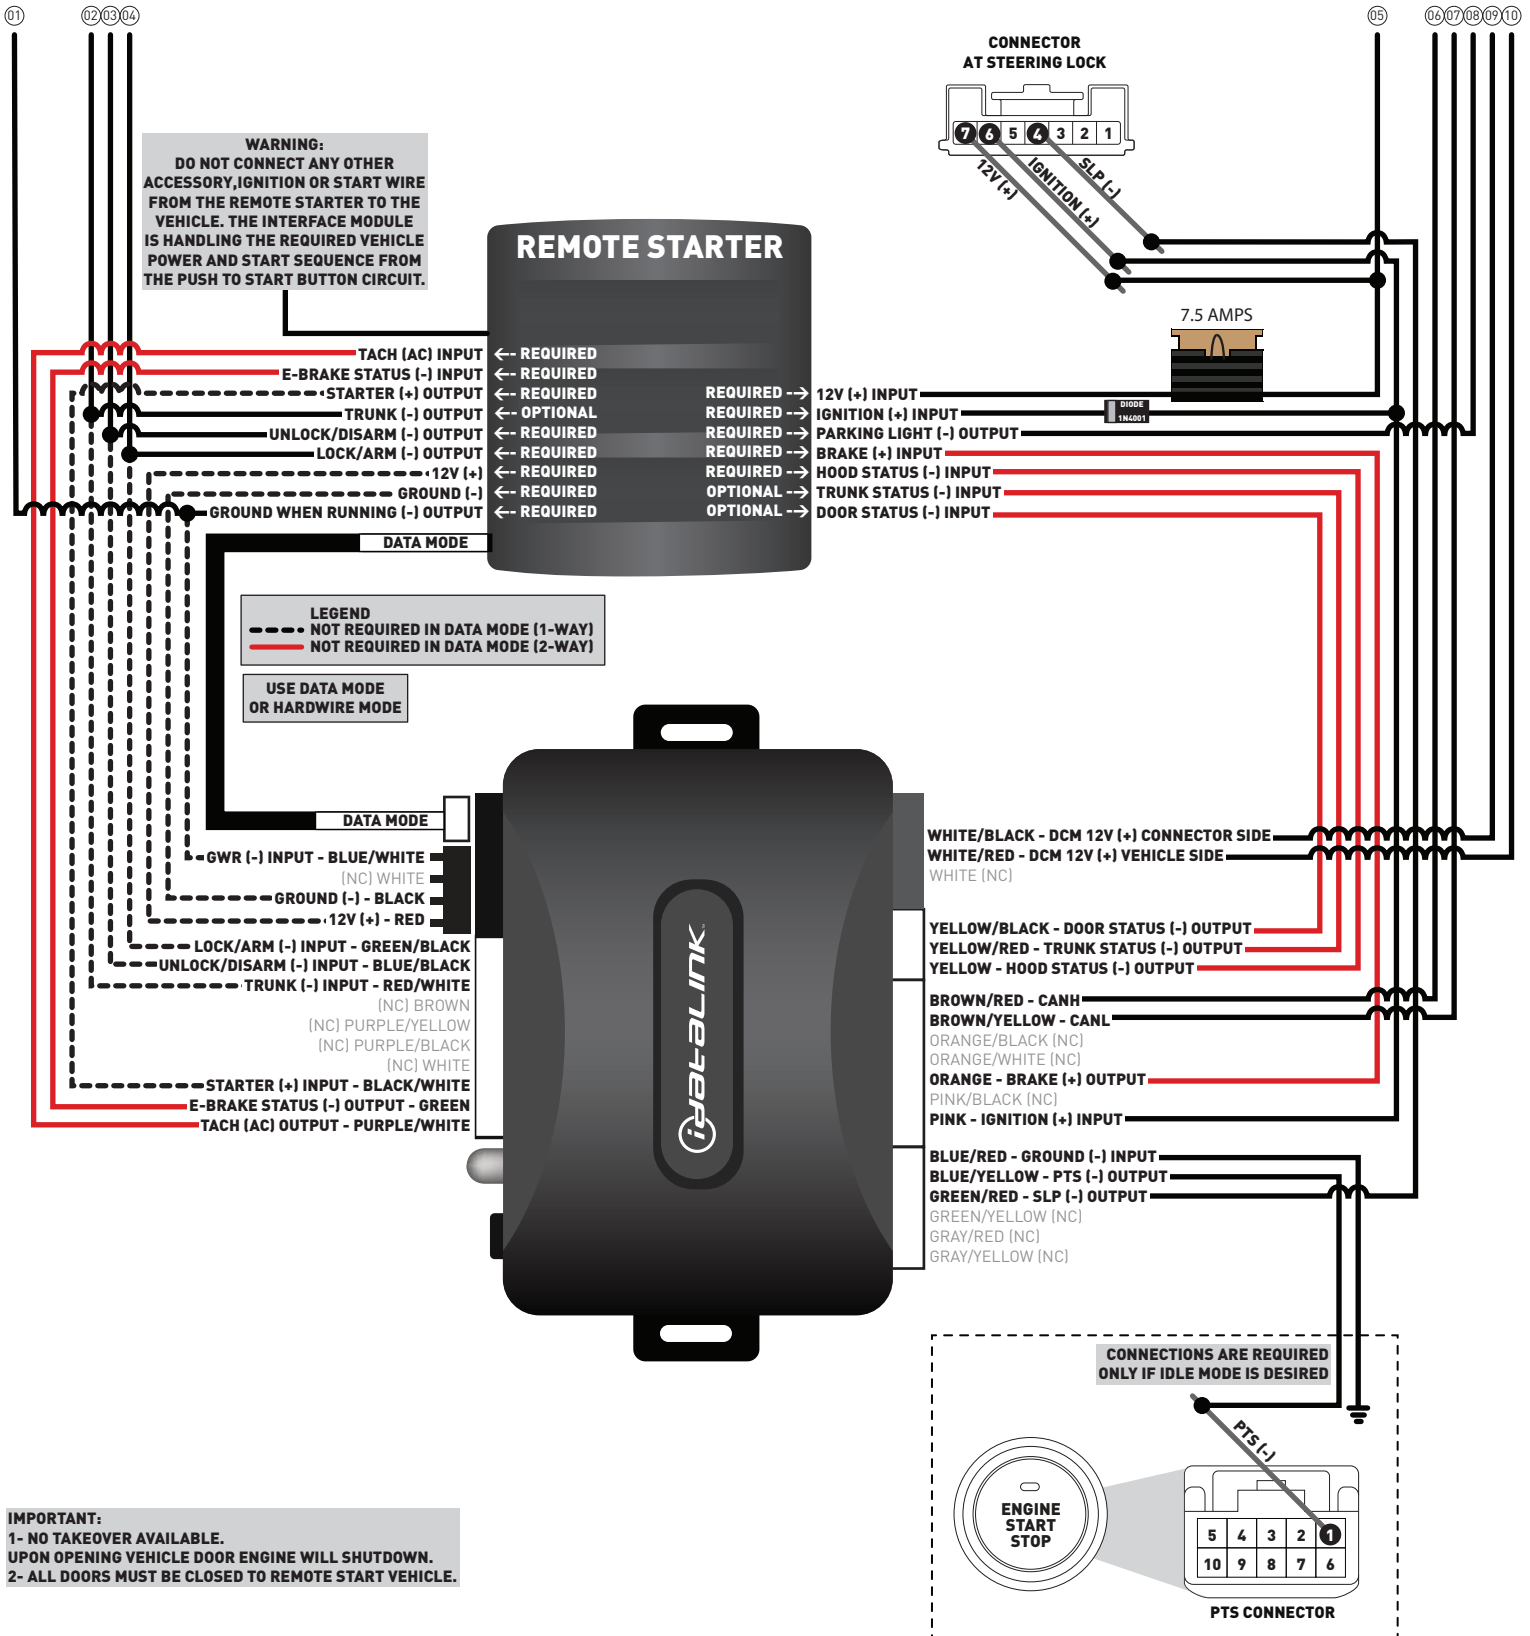 01 02 03 04 05 06 07 08 09 10
CONNECTOR
AT STEERING LOCK
7 6 5 4 3 2 1
12V (+)
IGNITION (+)
SLP (-)
WARNING:
DO NOT CONNECT ANY OTHER
ACCESSORY,IGNITION OR START WIRE
FROM THE REMOTE STARTER TO THE
VEHICLE. THE INTERFACE MODULE
IS HANDLING THE REQUIRED VEHICLE
POWER AND START SEQUENCE FROM
THE PUSH TO START BUTTON CIRCUIT.
REMOTE STARTER
7.5 AMPS
TACH (AC) INPUT REQUIRED
E-BRAKE STATUS (-) INPUT REQUIRED
STARTER (+) OUTPUT REQUIRED
TRUNK (-) OUTPUT OPTIONAL
UNLOCK/DISARM (-) OUTPUT REQUIRED
LOCK/ARM (-) OUTPUT REQUIRED
12V (+) REQUIRED
GROUND (-) REQUIRED
GROUND WHEN RUNNING (-) OUTPUT REQUIRED
REQUIRED 12V (+) INPUT
REQUIRED IGNITION (+) INPUT
DIODE
1N4001
REQUIRED PARKING LIGHT (-) OUTPUT
REQUIRED BRAKE (+) INPUT
REQUIRED HOOD STATUS (-) INPUT
OPTIONAL TRUNK STATUS (-) INPUT
OPTIONAL DOOR STATUS (-) INPUT
DATA MODE
LEGEND
NOT REQUIRED IN DATA MODE (1-WAY)
NOT REQUIRED IN DATA MODE (2-WAY)
USE DATA MODE
OR HARDWIRE MODE
DATA MODE
GWR (-) INPUT - BLUE/WHITE
(NC) WHITE
GROUND (-) - BLACK
12V (+) - RED
LOCK/ARM (-) INPUT - GREEN/BLACK
UNLOCK/DISARM (-) INPUT - BLUE/BLACK
TRUNK (-) INPUT - RED/WHITE
(NC) BROWN
(NC) PURPLE/YELLOW
(NC) PURPLE/BLACK
(NC) WHITE
STARTER (+) INPUT - BLACK/WHITE
E-BRAKE STATUS (-) OUTPUT - GREEN
TACH (AC) OUTPUT - PURPLE/WHITE
idatalink
WHITE/BLACK - DCM 12V (+) CONNECTOR SIDE
WHITE/RED - DCM 12V (+) VEHICLE SIDE
WHITE (NC)
YELLOW/BLACK - DOOR STATUS (-) OUTPUT
YELLOW/RED - TRUNK STATUS (-) OUTPUT
YELLOW - HOOD STATUS (-) OUTPUT
BROWN/RED - CANH
BROWN/YELLOW - CANL
ORANGE/BLACK (NC)
ORANGE/WHITE (NC)
ORANGE - BRAKE (+) OUTPUT
PINK/BLACK (NC)
PINK - IGNITION (+) INPUT
BLUE/RED - GROUND (-) INPUT
BLUE/YELLOW - PTS (-) OUTPUT
GREEN/RED - SLP (-) OUTPUT
GREEN/YELLOW (NC)
GRAY/RED (NC)
GRAY/YELLOW (NC)
CONNECTIONS ARE REQUIRED
ONLY IF IDLE MODE IS DESIRED
PTS (-)
ENGINE
START
STOP
5 4 3 2 1
10 9 8 7 6
PTS CONNECTOR
IMPORTANT:
1- NO TAKEOVER AVAILABLE.
UPON OPENING VEHICLE DOOR ENGINE WILL SHUTDOWN.
2- ALL DOORS MUST BE CLOSED TO REMOTE START VEHICLE.